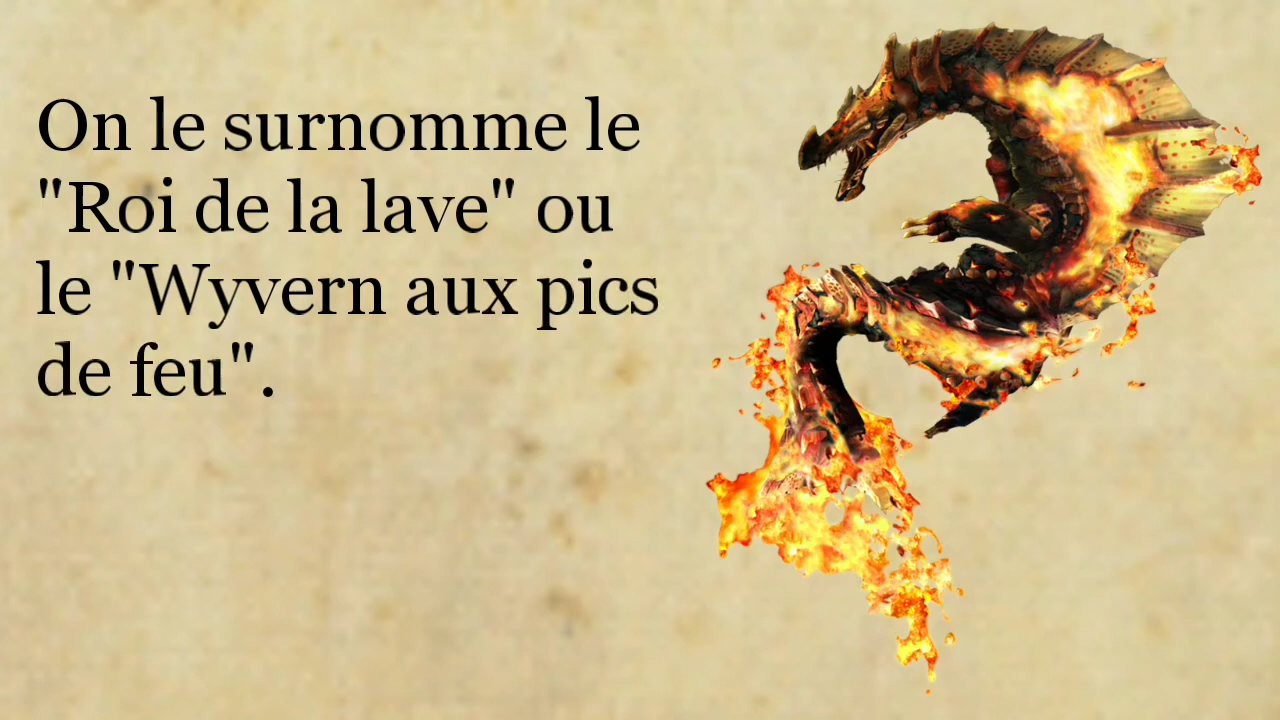 On le surnomme le
"Roi de la lave" ou
le "Wyvern aux pics
de feu".